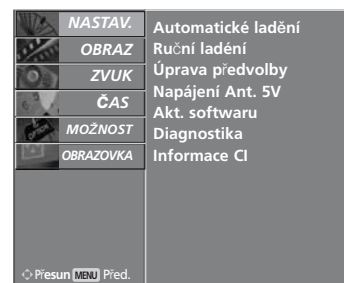 NASTAV.
OBRAZ
ZVUK
ČAS
MOŽNOST
OBRAZOVKA
Automatické ladění
Ruční ladéní
Úprava předvolby
Napájení Ant. 5V
Akt. softwaru
Diagnostika
Informace CI
Přesun MENU Před.